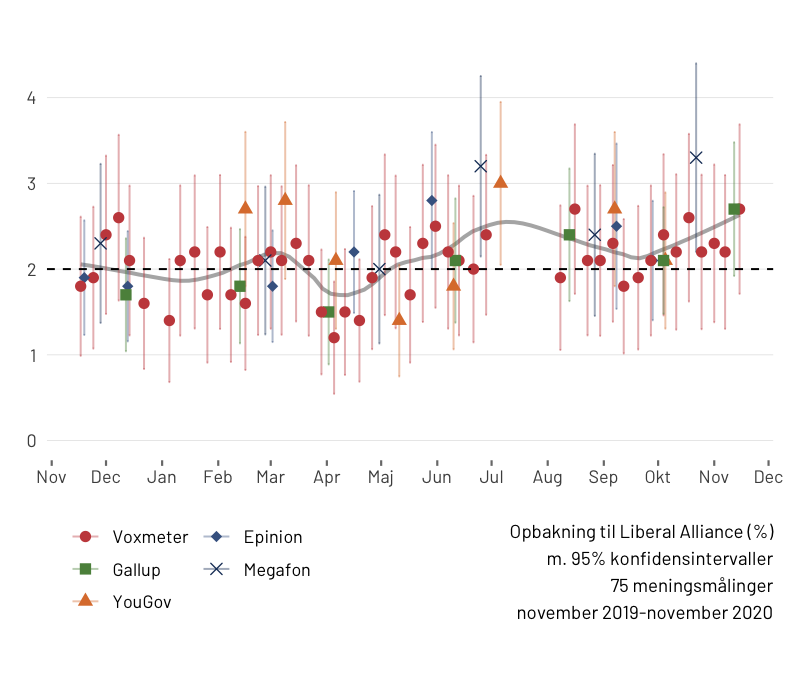 4
3
2
1
0
Nov Dec Jan Feb Mar Apr Maj Jun Jul Aug Sep Okt Nov Dec
Voxmeter Epinion
Gallup Megafon
YouGov
Opbakning til Liberal Alliance (%)
m. 95% konfidensintervaller
75 meningsmålinger
november 2019-november 2020